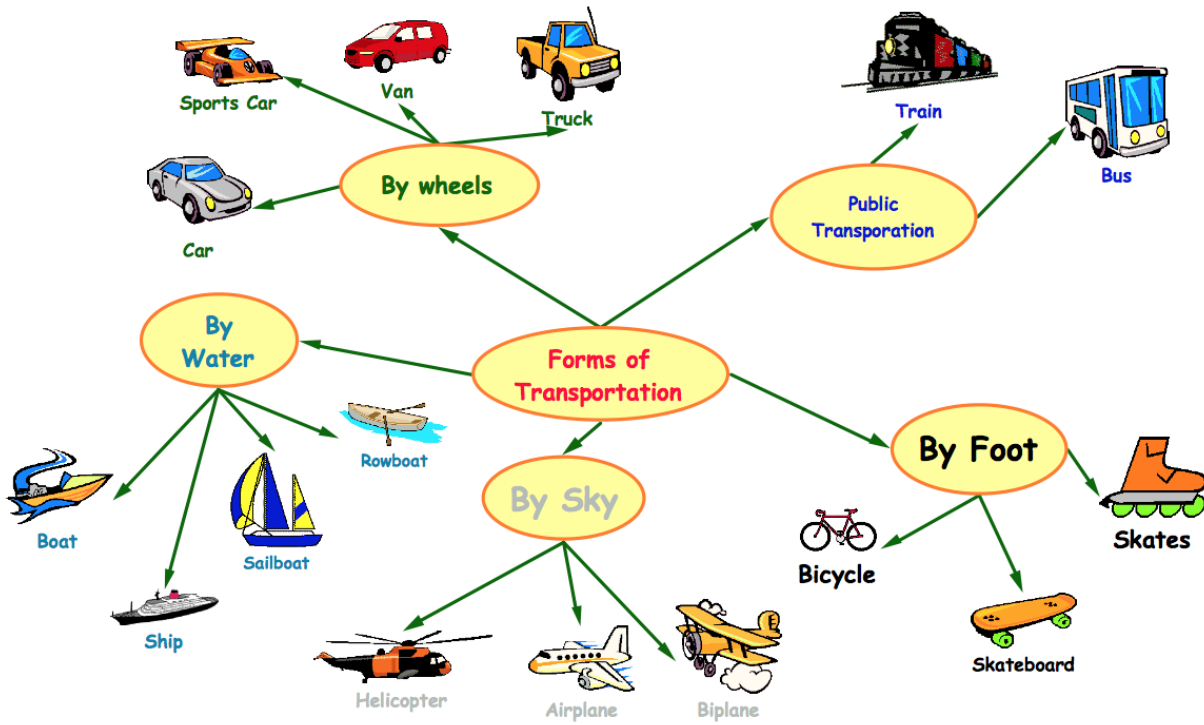 Sports Car
Van
Truck
Train
Bus
By wheels
Car
Public
Transporation
By
Water
Forms of
Transportation
Rowboat
By Foot
By Sky
Boat
Sailboat
Ship
Bicycle
Skates
Skateboard
Helicopter
Airplane
Biplane